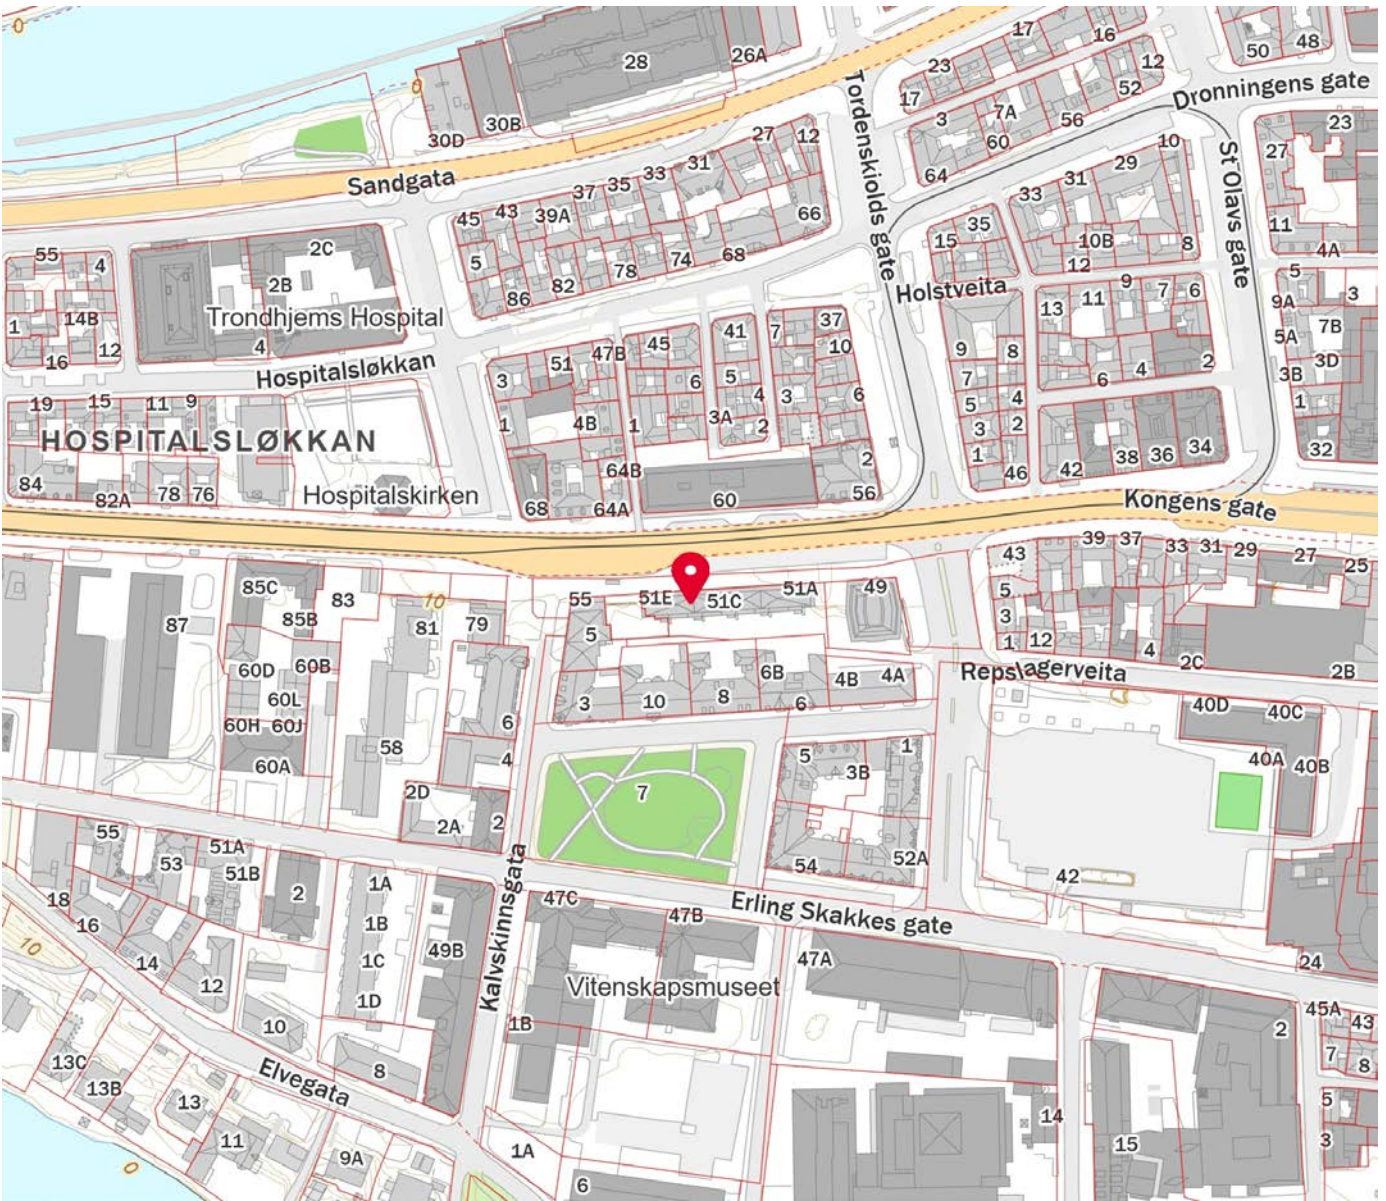 0
28
26A
17
16
50
48
23
12
52
Dronningens gate
0
30B
30D
17
7A
3
56
60
64
Tordenskiolds gate
27
12
10
23
29
27
31
33
St Olavs gate
Sandgata
31
33
35
37
39A
43
45
66
68
74
78
82
86
5
35
15
10B
12
8
11
4A
55
4
2C
2B
Trondhjems Hospital
4
1
14B
16
12
Hospitalsløkkan
Holstveita
13
11
9
7
6
5
9A
3
7B
5A
3D
3B
1
37
10
7
41
45
47B
51
3
6
5
4
3
6
9
8
7
5
4
3
2
1
46
6
4
2
19
15
11
9
HOSPITALSLØKKAN
1
4B
1
3A
2
2
84
82A
78
76
Hospitalskirken
68
64B
64A
60
56
42
38
36
34
32
Kongens gate
43
39
37
33
31
29
27
25
85C
85B
83
10
81
79
87
55
51E
51C
51A
49
5
5
3
1
12
4
2C
2B
Repslagerveita
60D
60B
60L
60H
60J
60A
58
6
4
3
10
8
6B
6
4B
4A
40D
40C
40A
40B
2D
2A
2
7
5
3B
1
54
52A
42
55
53
51A
51B
2
18
16
14
12
10
1A
1B
1C
1D
49B
8
Kalvskinnsgata
47C
47B
Erling Skakkes gate
47A
24
Vitenskapsmuseet
1B
10
Elvegata
13C
13B
13
11
9A
1A
6
0
14
15
2
45A
43
7
8
5
3